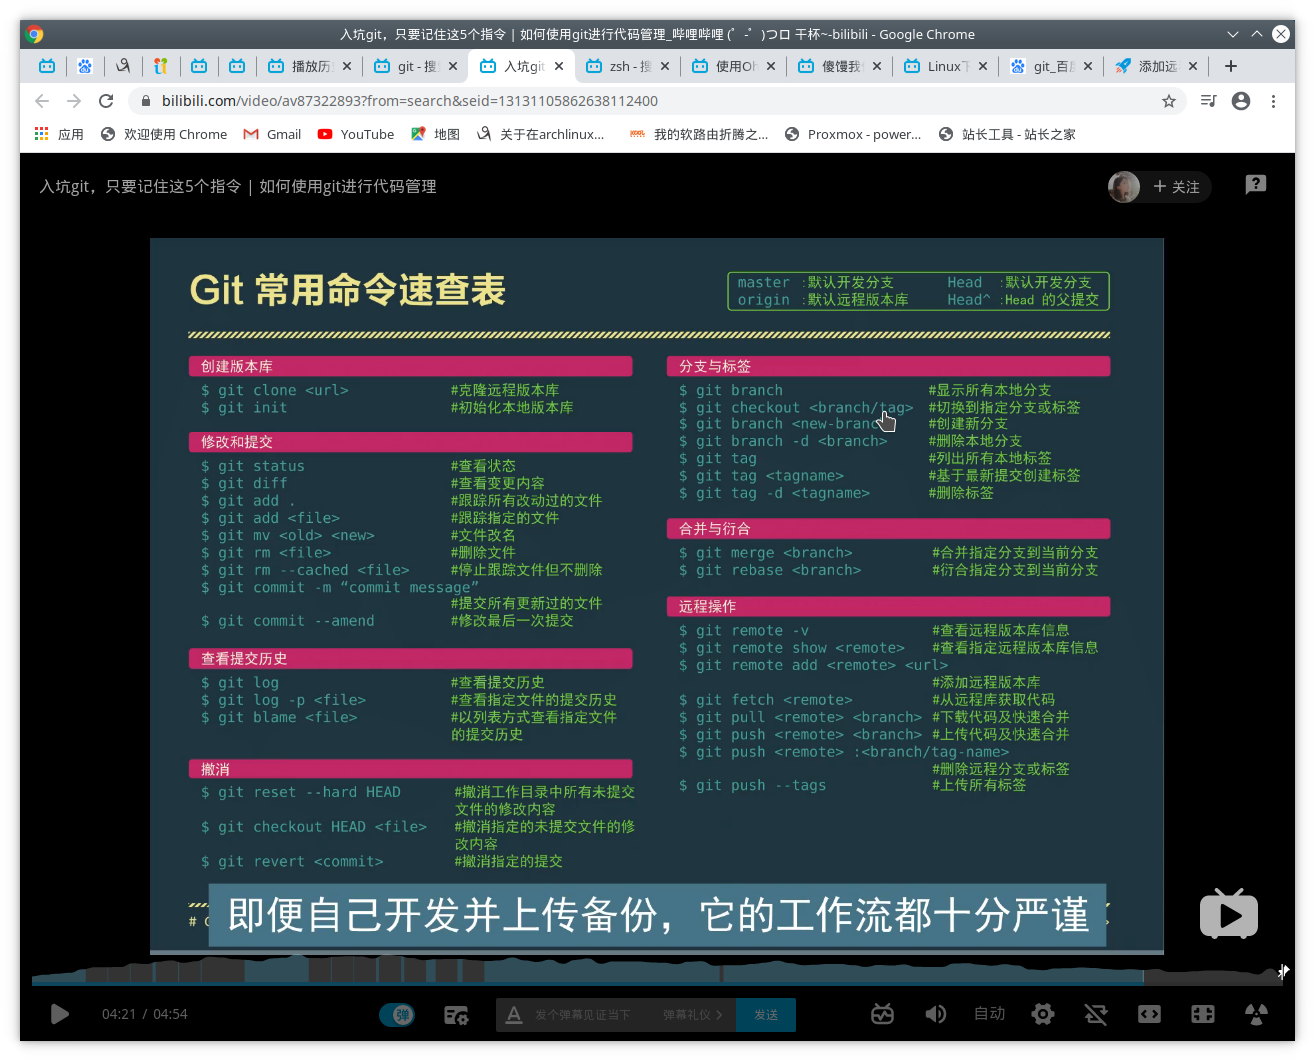 入坑git，只要记住这5个指令 | 如何使用git进行代码管理_哔哩哔哩 (゜-゜)つロ 干杯~-bilibili - Google Chrome
播放历
git - 搜
入坑git
zsh - 搜
使用Oh
傻馒我
Linux下
git_百
添加远
bilibili.com/video/av87322893?from=search&seid=13131105862638112400
应用 欢迎使用 Chrome Gmail YouTube 地图 关于在archlinux... 我的软路由折腾之... Proxmox - power... 站长工具 - 站长之家
入坑git，只要记住这5个指令 | 如何使用git进行代码管理
+ 关注
Git 常用命令速查表
master :默认开发分支 Head :默认开发分支
origin :默认远程版本库 Head^ :Head 的父提交
创建版本库
$ git clone <url> #克隆远程版本库
$ git init #初始化本地版本库
修改和提交
$ git status #查看状态
$ git diff #查看变更内容
$ git add . #跟踪所有改动过的文件
$ git add <file> #跟踪指定的文件
$ git mv <old> <new> #文件改名
$ git rm <file> #删除文件
$ git rm --cached <file> #停止跟踪文件但不删除
$ git commit -m “commit message”
#提交所有更新过的文件
$ git commit --amend #修改最后一次提交
查看提交历史
$ git log #查看提交历史
$ git log -p <file> #查看指定文件的提交历史
$ git blame <file> #以列表方式查看指定文件
的提交历史
撤消
$ git reset --hard HEAD #撤消工作目录中所有未提交
文件的修改内容
$ git checkout HEAD <file> #撤消指定的未提交文件的修
改内容
$ git revert <commit> #撤消指定的提交
分支与标签
$ git branch #显示所有本地分支
$ git checkout <branch/tag> #切换到指定分支或标签
$ git branch <new-branc #创建新分支
$ git branch -d <branch> #删除本地分支
$ git tag #列出所有本地标签
$ git tag <tagname> #基于最新提交创建标签
$ git tag -d <tagname> #删除标签
合并与衍合
$ git merge <branch> #合并指定分支到当前分支
$ git rebase <branch> #衍合指定分支到当前分支
远程操作
$ git remote -v #查看远程版本库信息
$ git remote show <remote> #查看指定远程版本库信息
$ git remote add <remote> <url>
#添加远程版本库
$ git fetch <remote> #从远程库获取代码
$ git pull <remote> <branch> #下载代码及快速合并
$ git push <remote> <branch> #上传代码及快速合并
$ git push <remote> :<branch/tag-name>
#删除远程分支或标签
$ git push --tags #上传所有标签
即便自己开发并上传备份，它的工作流都十分严谨
04:21 / 04:54
弹
发个弹幕见证当下
弹幕礼仪 >
发送
自动